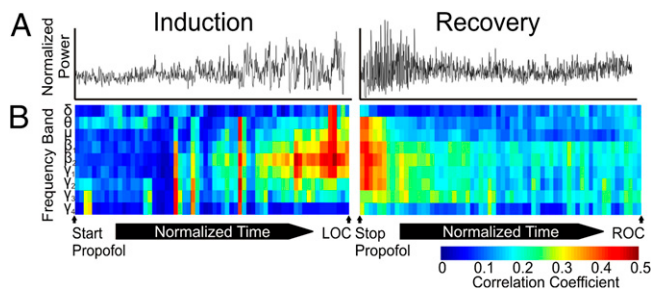 A
Induction
Recovery
Normalized
Power
B
Frequency Band
δ
θ
μ
β₁
β₂
γ₁
γ₂
γ₃
γ₄
Start
Propofol
Normalized Time
LOC
Stop
Propofol
Normalized Time
ROC
0 0.1 0.2 0.3 0.4 0.5
Correlation Coefficient